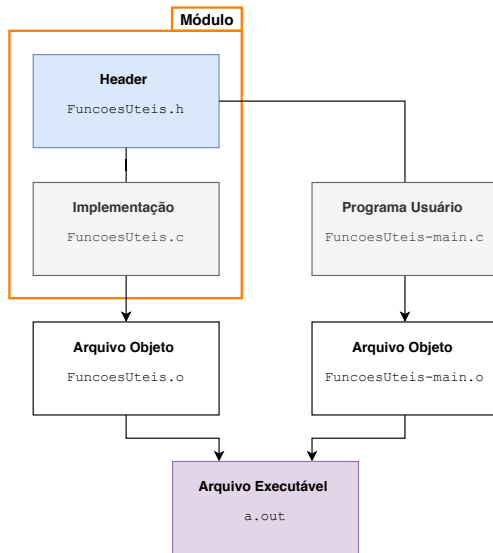 Módulo
Header
FuncoesUteis.h
Implementação
FuncoesUteis.c
Programa Usuário
FuncoesUteis-main.c
Arquivo Objeto
FuncoesUteis.o
Arquivo Objeto
FuncoesUteis-main.o
Arquivo Executável
a.out